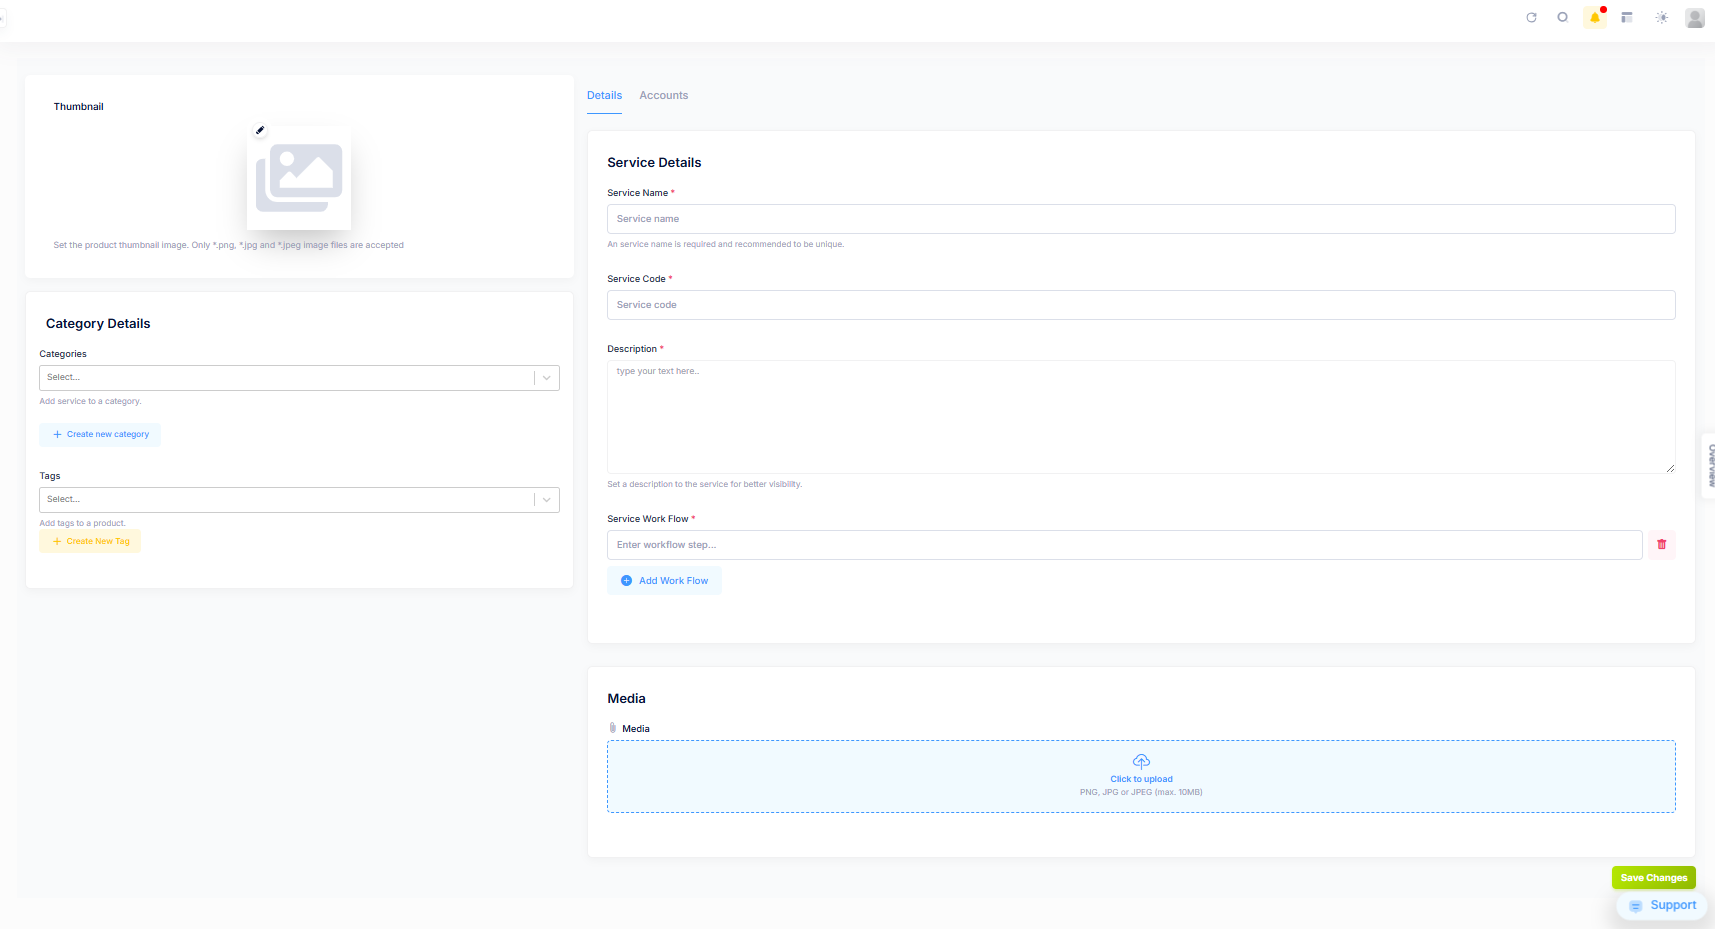 Thumbnail
Set the product thumbnail image. Only *.png, *.jpg and *.jpeg image files are accepted
Category Details
Categories
Select...
Add service to a category.
Create new category
Tags
Select...
Add tags to a product.
Create New Tag
Details
Accounts
Service Details
Service Name *
Service name
An service name is required and recommended to be unique.
Service Code *
Service code
Description *
type your text here..
Set a description to the service for better visibility.
Service Work Flow *
Enter workflow step...
Add Work Flow
Media
Media
Click to upload
PNG, JPG or JPEG (max. 10MB)
Overview
Save Changes
Support